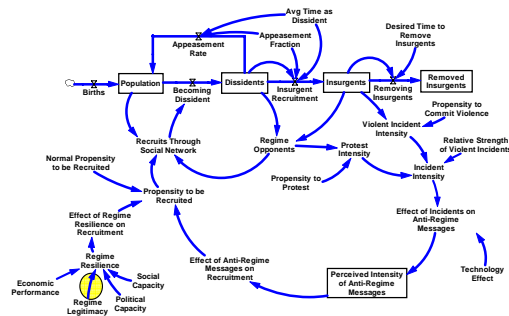 Avg Time as
Dissident
Appeasement
Rate
Appeasement
Fraction
Desired Time to
Remove
Insurgents
Births
Population
Becoming
Dissident
Dissidents
Insurgent
Recruitment
Insurgents
Removing
Insurgents
Removed
Insurgents
Propensity to
Commit Violence
Violent Incident
Intensity
Recruits Through
Social Network
Regime
Opponents
Protest
Intensity
Relative Strength
of Violent Incidents
Normal Propensity
to be Recruited
Incident
Intensity
Propensity to be
Recruited
Propensity to
Protest
Effect of Regime
Resilience on
Recruitment
Effect of Incidents on
Anti-Regime
Messages
Regime
Resilience
Effect of Anti-Regime
Messages on
Recruitment
Economic
Performance
Social
Capacity
Perceived Intensity
of Anti-Regime
Messages
Technology
Effect
Regime
Legitimacy
Political
Capacity